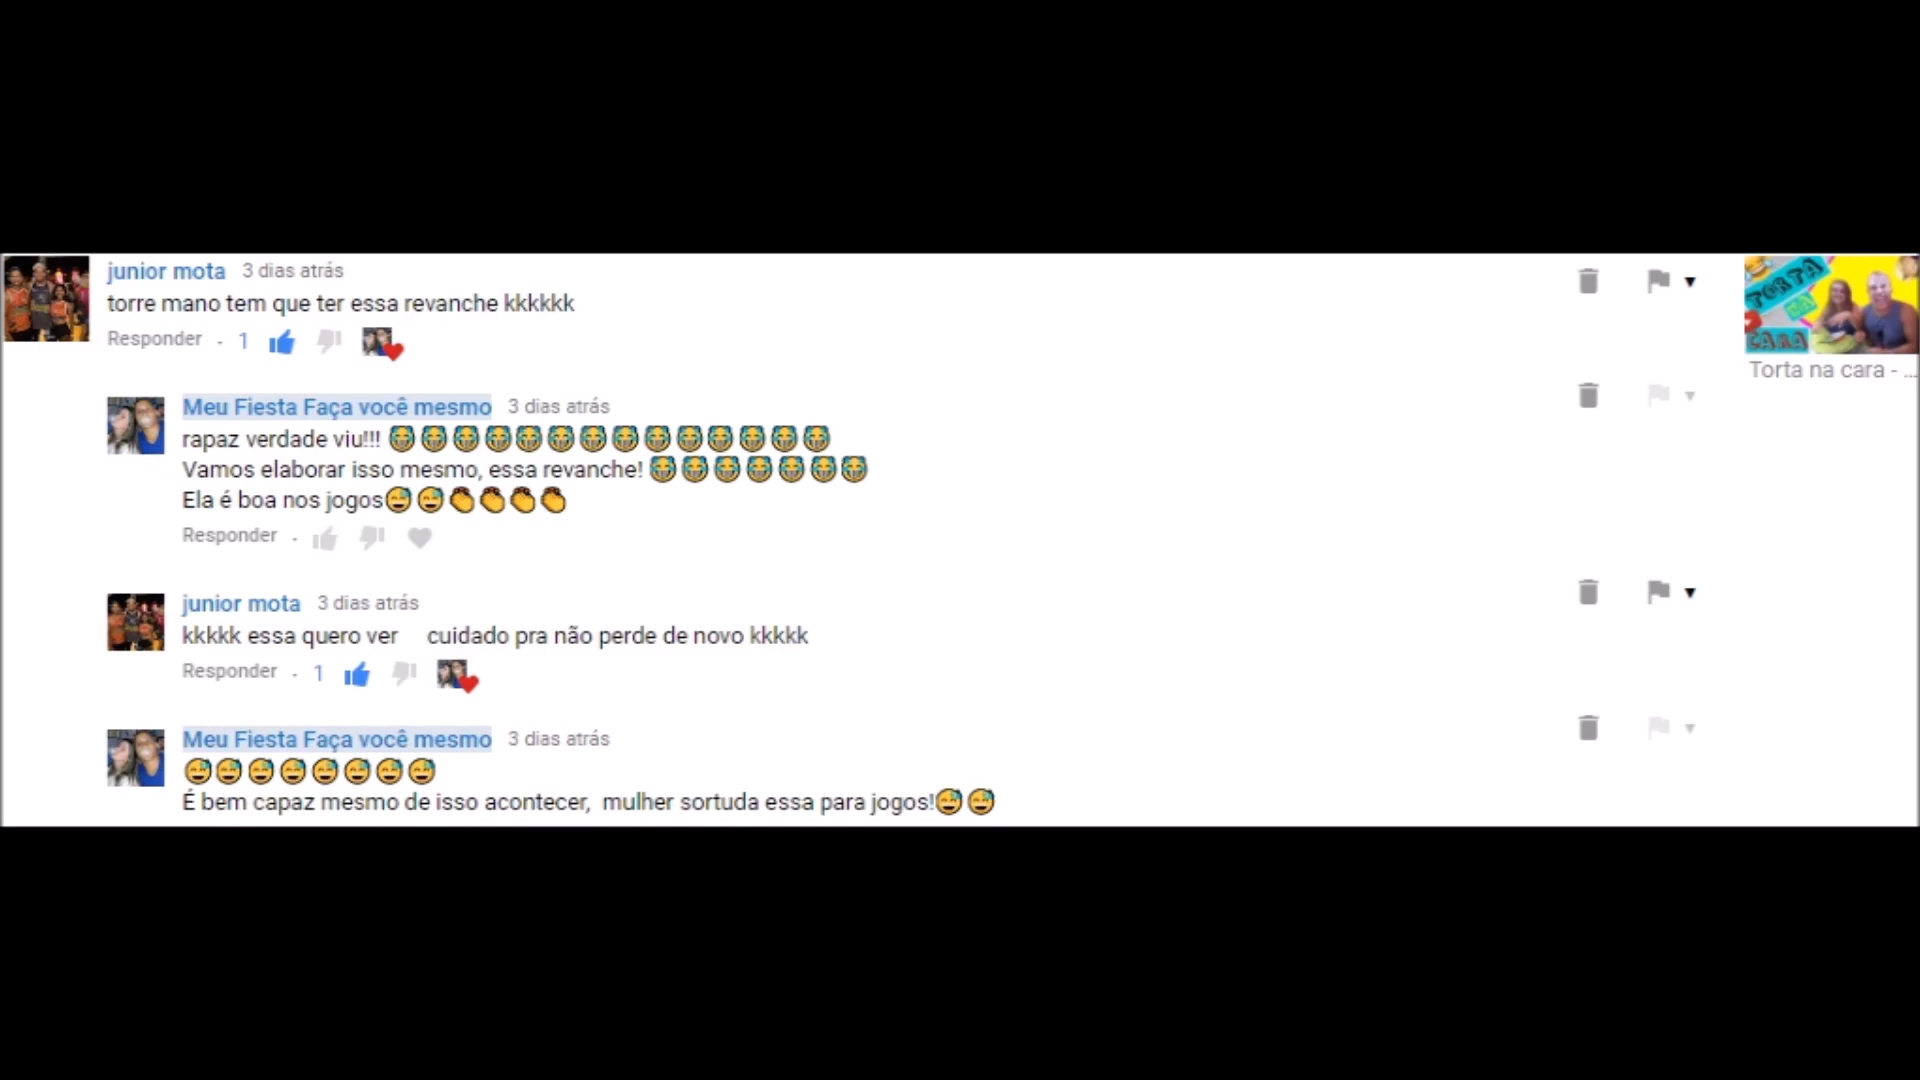 junior mota 3 dias atrás
torre mano tem que ter essa revanche kkkkkk
Responder · 1
TORTA
NA
CARA
Torta na cara - ...
Meu Fiesta Faça você mesmo 3 dias atrás
rapaz verdade viu!!! 😂😂😂😂😂😂😂😂😂😂😂😂😂😂
Vamos elaborar isso mesmo, essa revanche! 😂😂😂😂😂😂😂
Ela é boa nos jogos😅😅👏👏👏👏
Responder ·
junior mota 3 dias atrás
kkkkk essa quero ver cuidado pra não perde de novo kkkkk
Responder · 1
Meu Fiesta Faça você mesmo 3 dias atrás
😅😅😅😅😅😅😅😅
É bem capaz mesmo de isso acontecer, mulher sortuda essa para jogos!😅😅